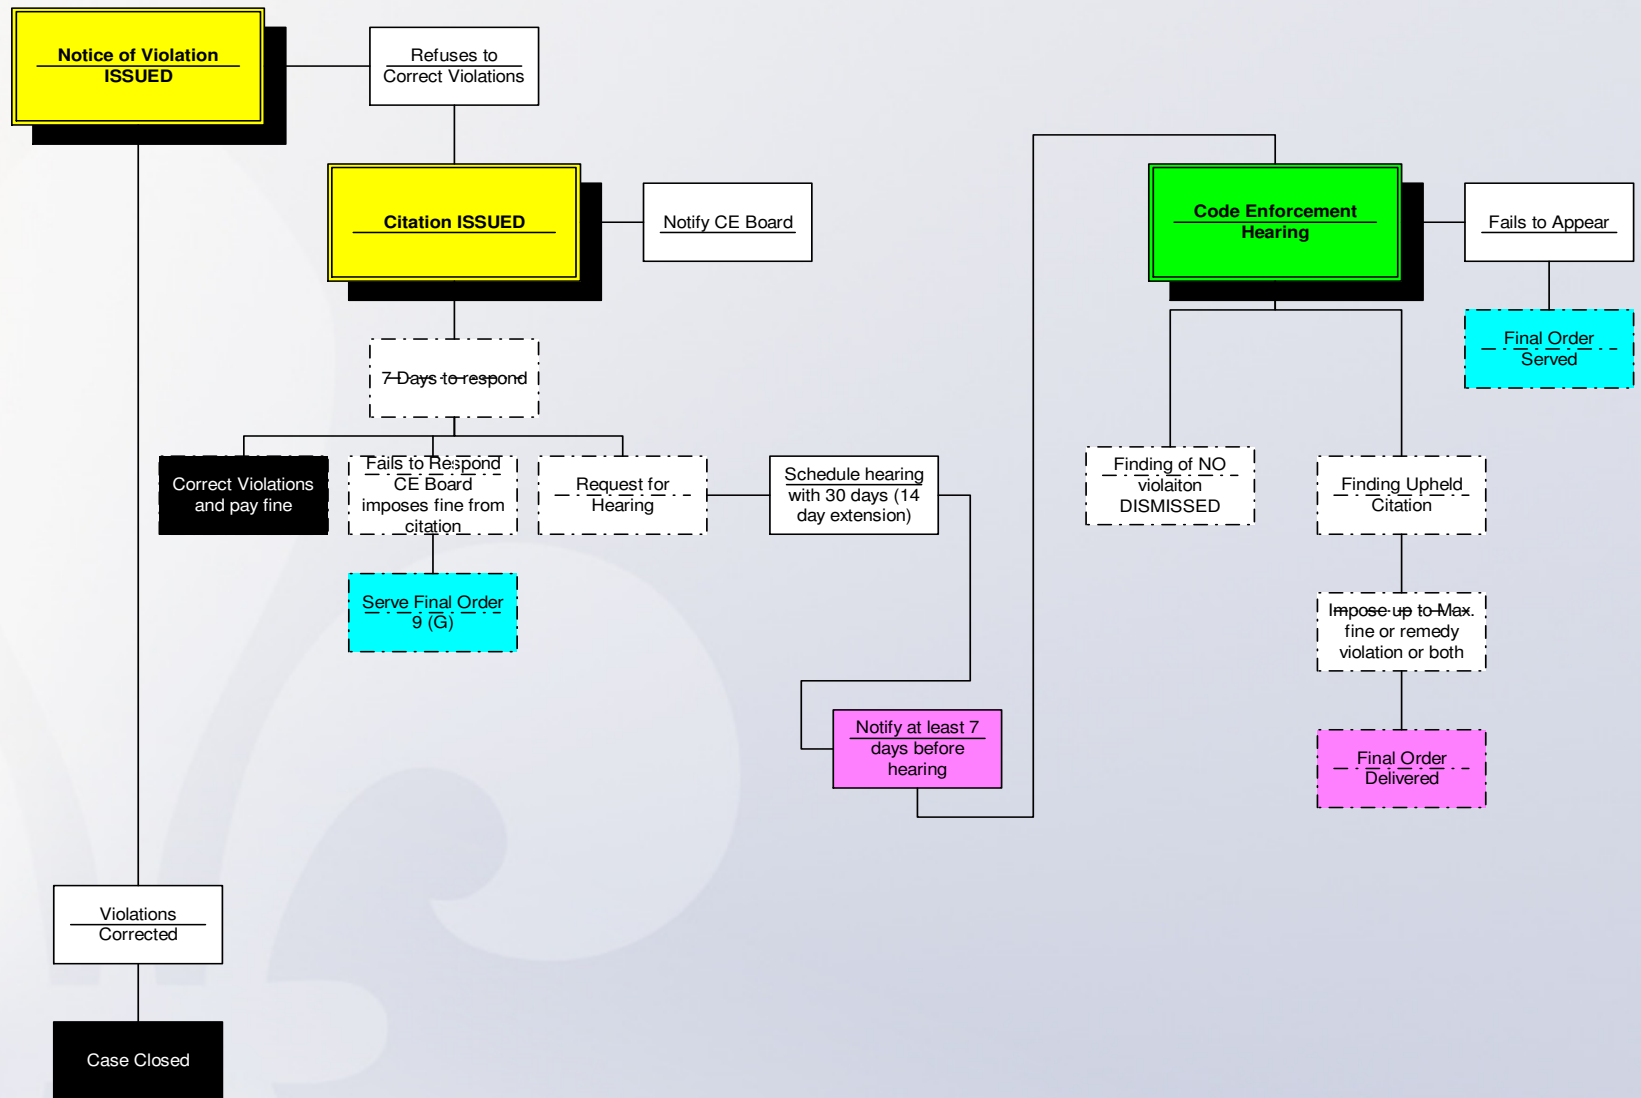 Notice of Violation
ISSUED
Refuses to
Correct Violations
Citation ISSUED
Notify CE Board
7 Days to respond
Correct Violations
and pay fine
Fails to Respond
CE Board
imposes fine from
citation
Serve Final Order
9 (G)
Request for
Hearing
Schedule hearing
with 30 days (14
day extension)
Notify at least 7
days before
hearing
Code Enforcement
Hearing
Fails to Appear
Final Order
Served
Finding of NO
violaiton
DISMISSED
Finding Upheld
Citation
Impose up to Max.
fine or remedy
violation or both
Final Order
Delivered
Violations
Corrected
Case Closed